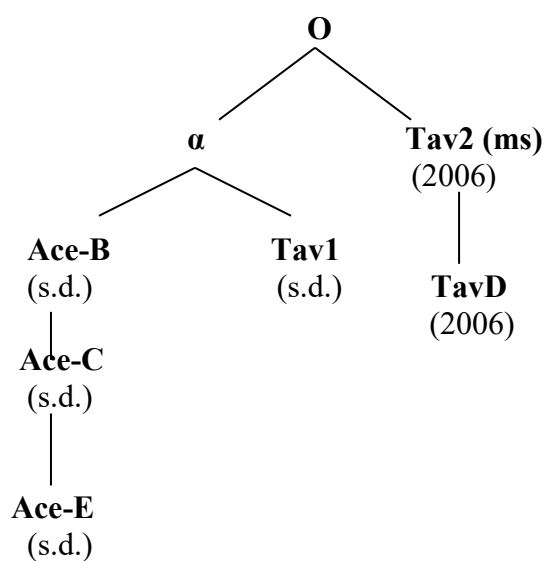 O
α
Tav2 (ms)
(2006)
Ace-B
(s.d.)
Tav1
(s.d.)
TavD
(2006)
Ace-C
(s.d.)
Ace-E
(s.d.)